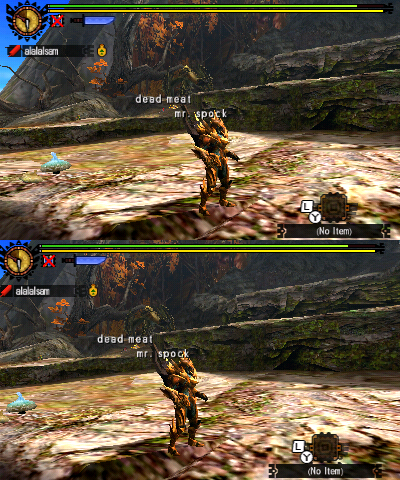 alalalsam
dead meat
mr. spock
L
Y
(No Item)
alalalsam
dead meat
mr. spock
L
Y
(No Item)